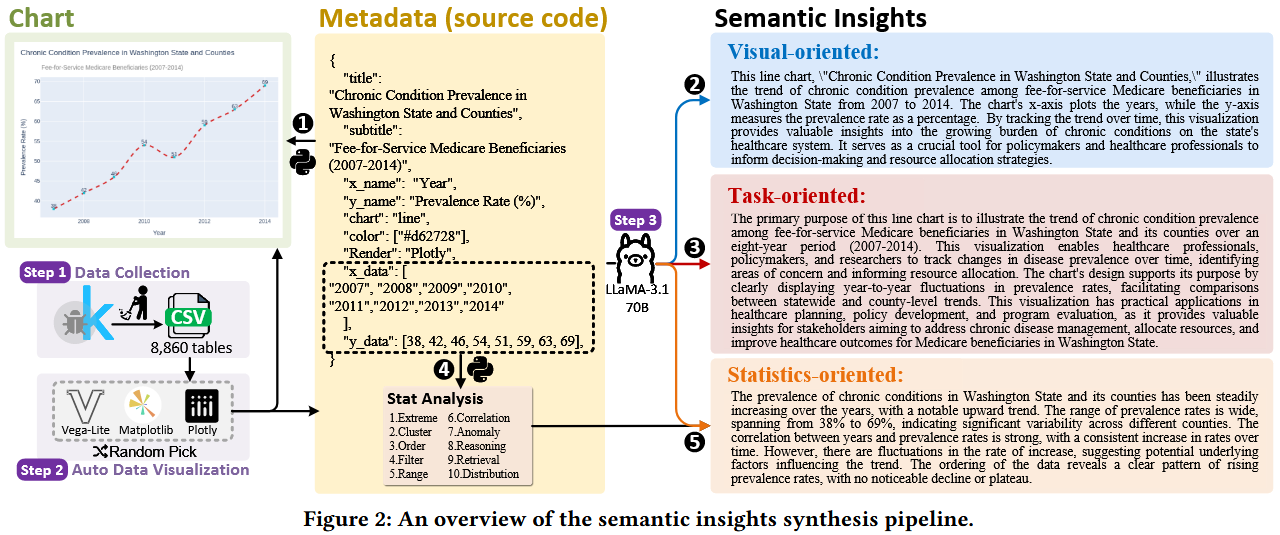 Chart
Chronic Condition Prevalence in Washington State and Counties
Fee-for-Service Medicare Beneficiaries (2007-2014)
Prevalence Rate (%)
70
65
60
55
50
45
40
38
42
46
54
51
59
63
69
2008
2010
2012
2014
Year
Step 1 Data Collection
k
CSV
8,860 tables
Vega-Lite
Matplotlib
Plotly
Random Pick
Step 2 Auto Data Visualization
Metadata (source code)
❶
{
"title":
"Chronic Condition Prevalence in
Washington State and Counties",
"subtitle":
"Fee-for-Service Medicare Beneficiaries
(2007-2014)",
"x_name": "Year",
"y_name": "Prevalence Rate (%)",
"chart": "line",
"color": ["#d62728"],
"Render": "Plotly",
"x_data": [
"2007", "2008","2009","2010",
"2011","2012","2013","2014"
],
"y_data": [38, 42, 46, 54, 51, 59, 63, 69],
}
❹
Stat Analysis
1.Extreme 6.Correlation
2.Cluster 7.Anomaly
3.Order 8.Reasoning
4.Filter 9.Retrieval
5.Range 10.Distribution
Step 3
LLaMA-3.1
70B
Semantic Insights
❷
Visual-oriented:
This line chart, \"Chronic Condition Prevalence in Washington State and Counties,\" illustrates
the trend of chronic condition prevalence among fee-for-service Medicare beneficiaries in
Washington State from 2007 to 2014. The chart's x-axis plots the years, while the y-axis
measures the prevalence rate as a percentage. By tracking the trend over time, this visualization
provides valuable insights into the growing burden of chronic conditions on the state's
healthcare system. It serves as a crucial tool for policymakers and healthcare professionals to
inform decision-making and resource allocation strategies.
❸
Task-oriented:
The primary purpose of this line chart is to illustrate the trend of chronic condition prevalence
among fee-for-service Medicare beneficiaries in Washington State and its counties over an
eight-year period (2007-2014). This visualization enables healthcare professionals,
policymakers, and researchers to track changes in disease prevalence over time, identifying
areas of concern and informing resource allocation. The chart's design supports its purpose by
clearly displaying year-to-year fluctuations in prevalence rates, facilitating comparisons
between statewide and county-level trends. This visualization has practical applications in
healthcare planning, policy development, and program evaluation, as it provides valuable
insights for stakeholders aiming to address chronic disease management, allocate resources, and
improve healthcare outcomes for Medicare beneficiaries in Washington State.
❺
Statistics-oriented:
The prevalence of chronic conditions in Washington State and its counties has been steadily
increasing over the years, with a notable upward trend. The range of prevalence rates is wide,
spanning from 38% to 69%, indicating significant variability across different counties. The
correlation between years and prevalence rates is strong, with a consistent increase in rates over
time. However, there are fluctuations in the rate of increase, suggesting potential underlying
factors influencing the trend. The ordering of the data reveals a clear pattern of rising
prevalence rates, with no noticeable decline or plateau.
Figure 2: An overview of the semantic insights synthesis pipeline.